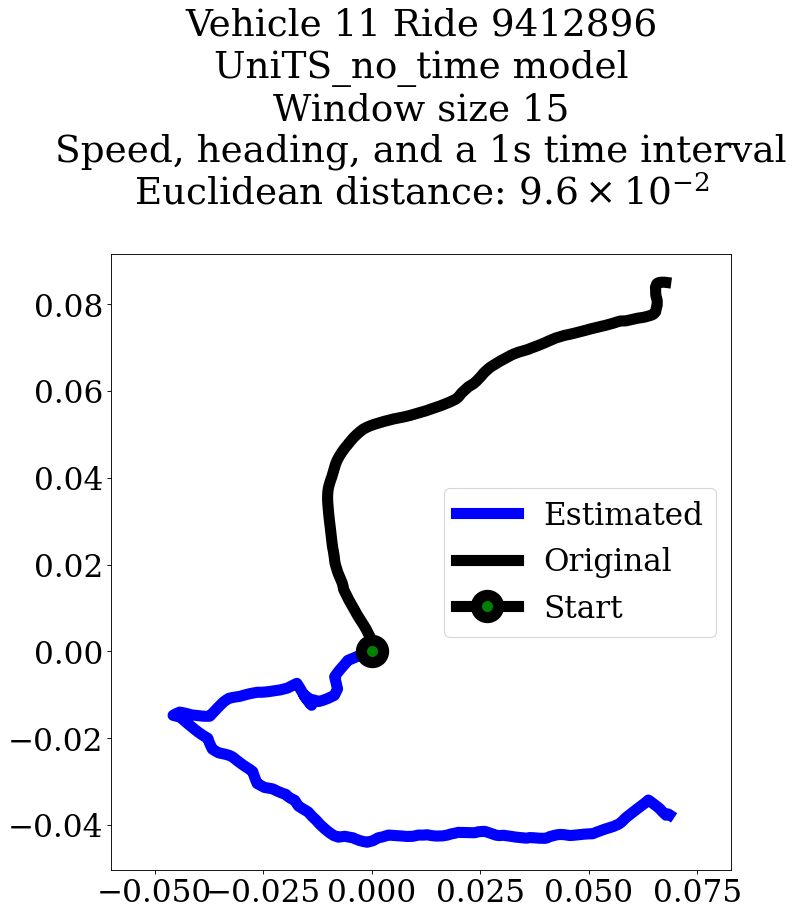 Vehicle 11 Ride 9412896
UniTS_no_time model
Window size 15
Speed, heading, and a 1s time interval
Euclidean distance: 9.6 × 10⁻²
0.08
0.06
0.04
0.02
0.00
−0.02
−0.04
Estimated
Original
Start
−0.050 −0.025 0.000 0.025 0.050 0.075